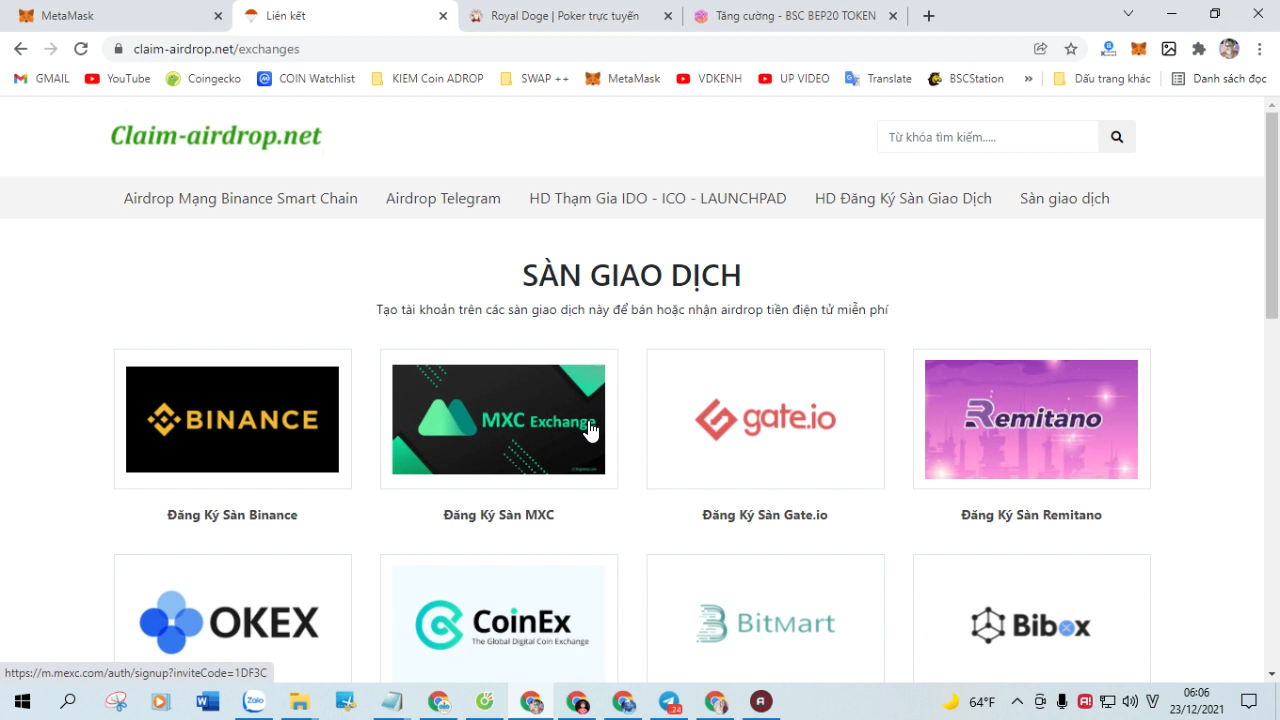 MetaMask
Liên kết
Royal Doge | Poker trực tuyến
Tăng cường - BSC BEP20 TOKEN
claim-airdrop.net/exchanges
GMAIL
YouTube
Coingecko
COIN Watchlist
KIEM Coin ADROP
SWAP ++
MetaMask
VDKENH
UP VIDEO
Translate
BSCStation
»
Dấu trang khác
Danh sách đọc
Claim-airdrop.net
Từ khóa tìm kiếm.....
Airdrop Mạng Binance Smart Chain
Airdrop Telegram
HD Thạm Gia IDO - ICO - LAUNCHPAD
HD Đăng Ký Sàn Giao Dịch
Sàn giao dịch
SÀN GIAO DỊCH
Tạo tài khoản trên các sàn giao dịch này để bán hoặc nhận airdrop tiền điện tử miễn phí
BINANCE
MXC Exchange
gate.io
Remitano
Đăng Ký Sàn Binance
Đăng Ký Sàn MXC
Đăng Ký Sàn Gate.io
Đăng Ký Sàn Remitano
OKEX
CoinEx
The Global Digital Coin Exchange
BitMart
Bibox
https://m.mexc.com/auth/signup?inviteCode=1DF3C
Zalo
24
64°F
06:06
23/12/2021